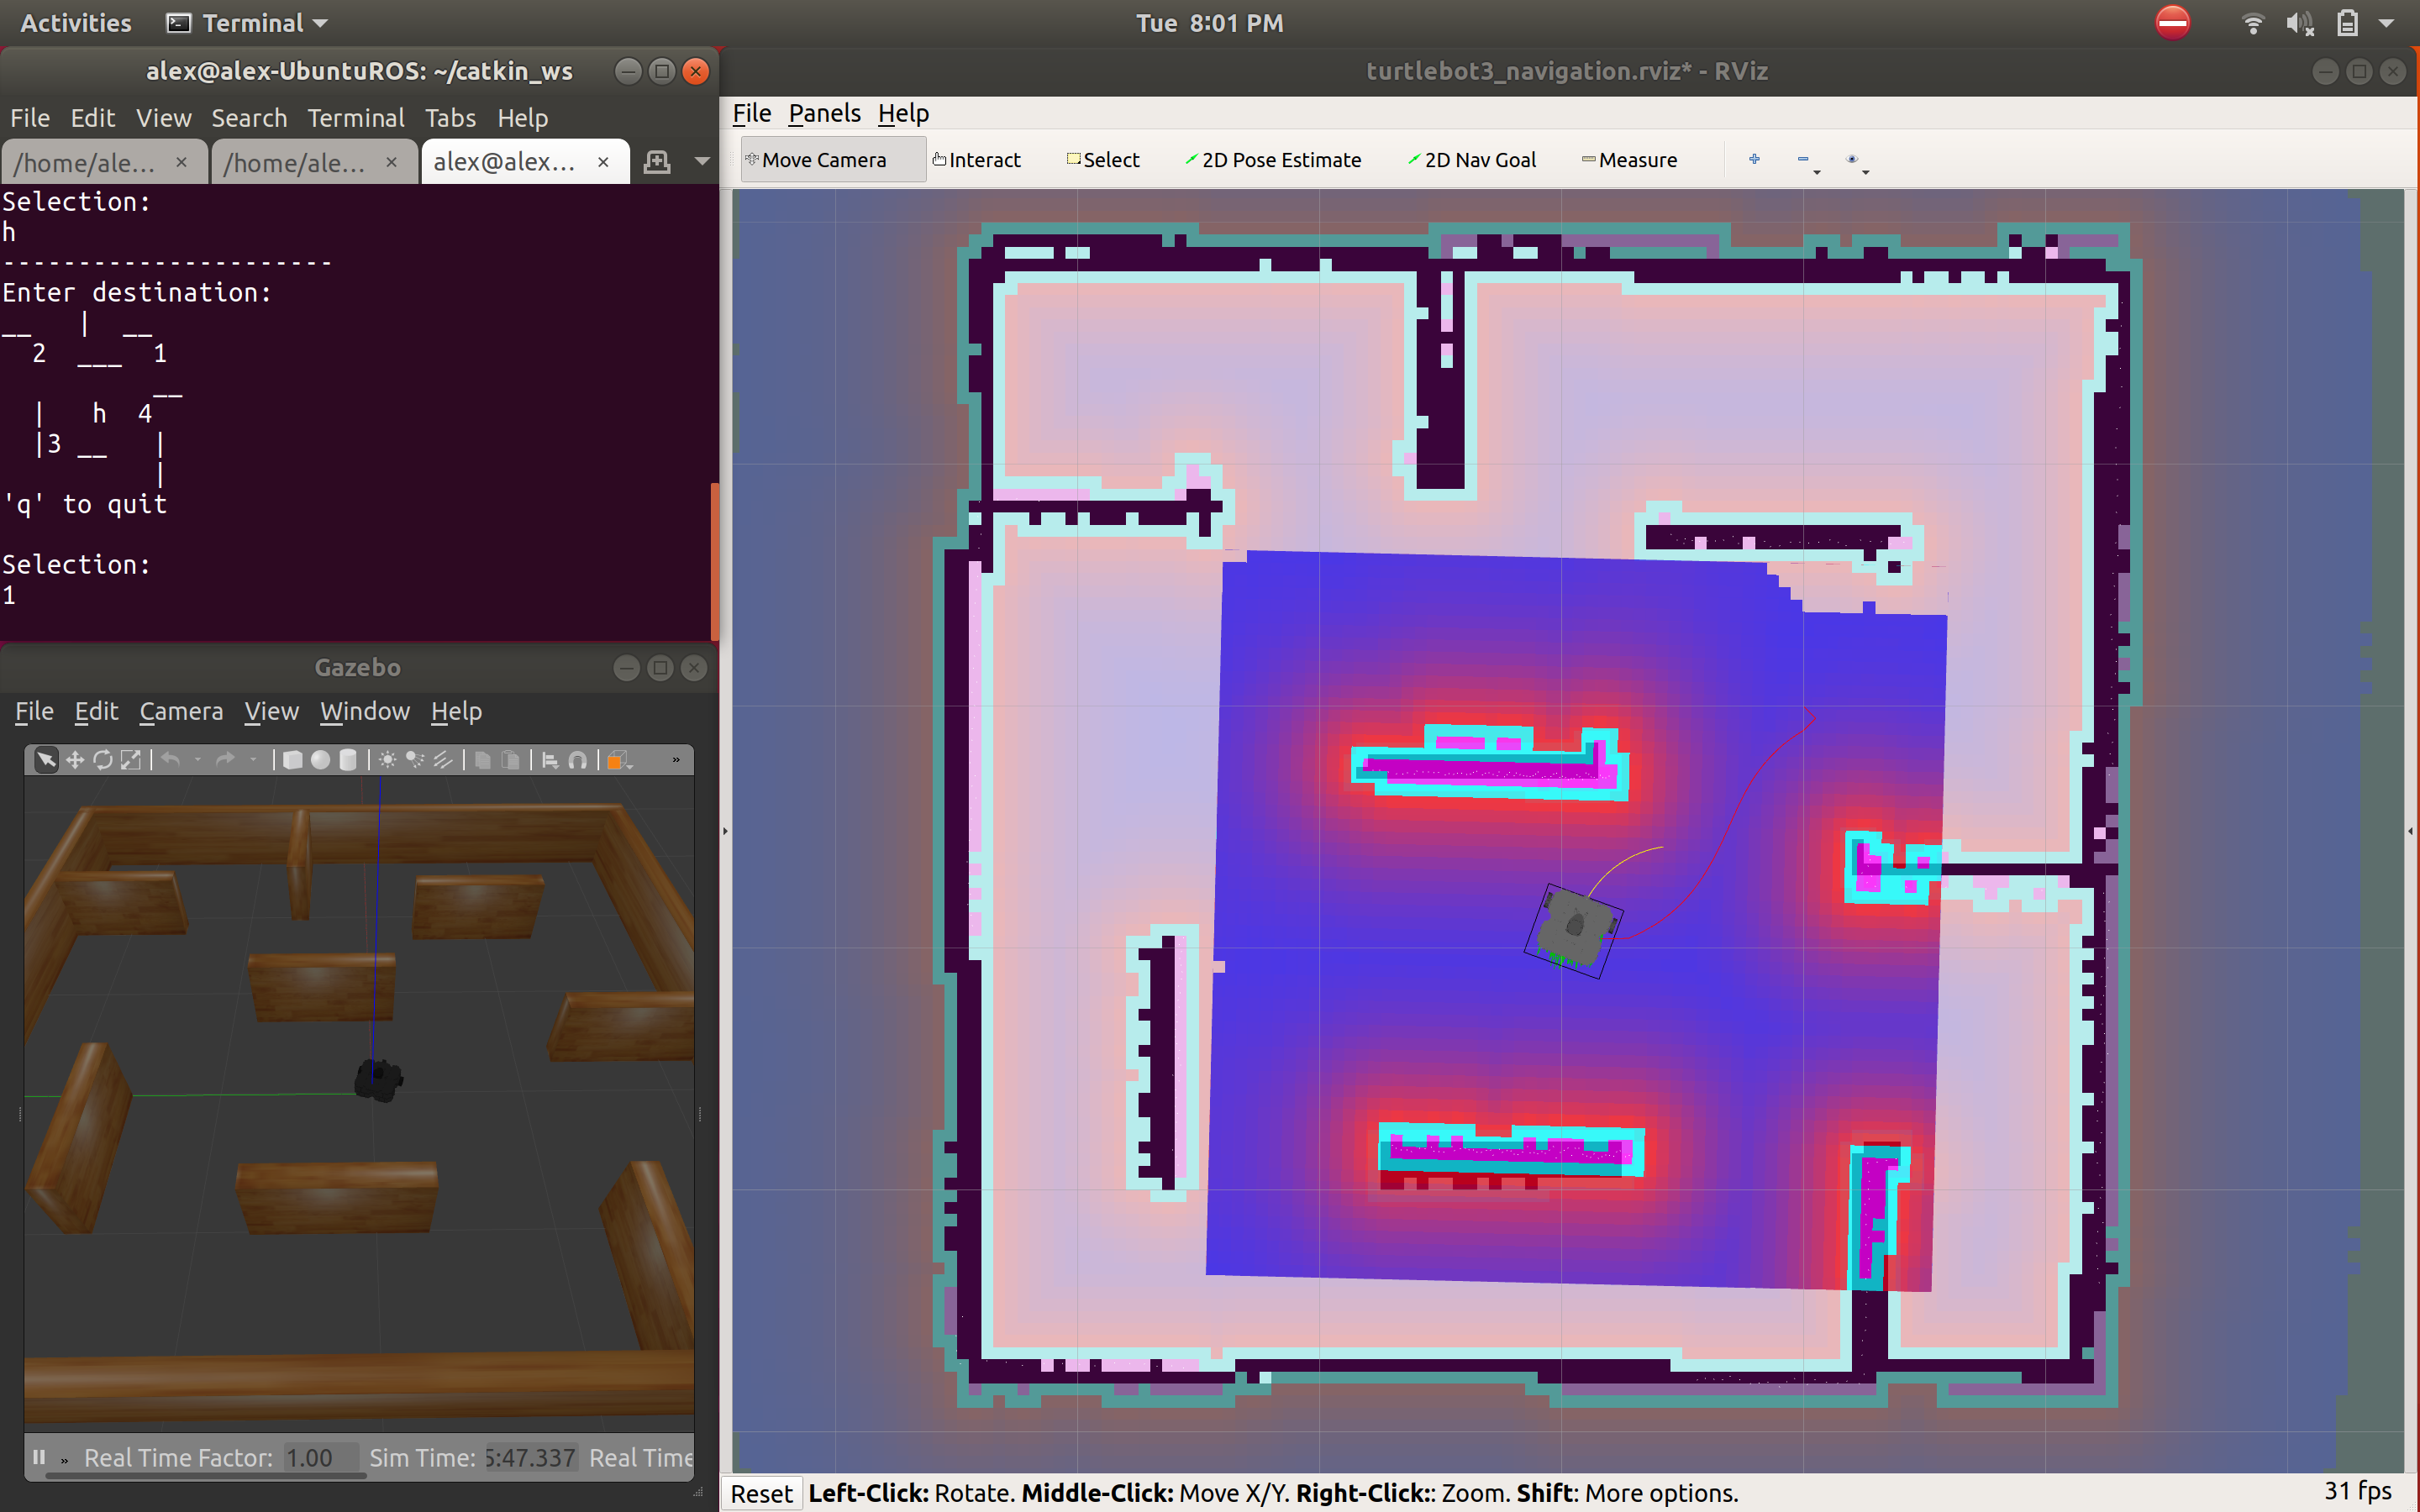 Activities Terminal Tue 8:01 PM
alex@alex-UbuntuROS: ~/catkin_ws
File Edit View Search Terminal Tabs Help
/home/ale... × /home/ale... × alex@alex... ×
Selection:
h
----------------------
Enter destination:
__ | __
2 ___ 1
__
| h 4
|3 __ |
|
'q' to quit
Selection:
1
Gazebo
File Edit Camera View Window Help
»
» Real Time Factor: 1.00 Sim Time: 5:47.337 Real Time
turtlebot3_navigation.rviz* - RViz
File Panels Help
Move Camera Interact Select 2D Pose Estimate 2D Nav Goal Measure
Reset Left-Click: Rotate. Middle-Click: Move X/Y. Right-Click:: Zoom. Shift: More options. 31 fps